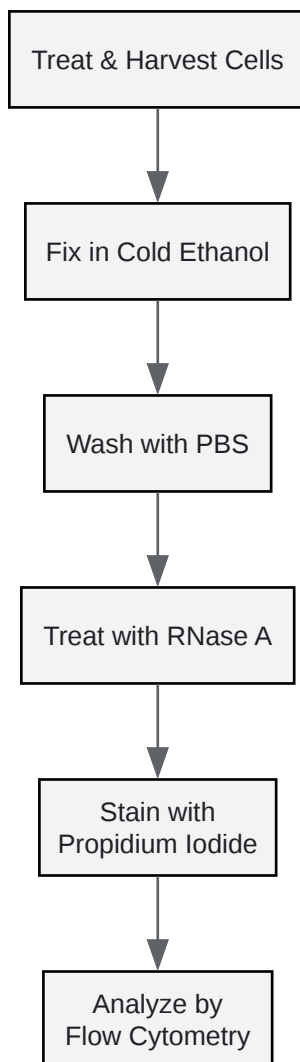 Treat & Harvest Cells
Fix in Cold Ethanol
Wash with PBS
Treat with RNase A
Stain with
Propidium Iodide
Analyze by
Flow Cytometry